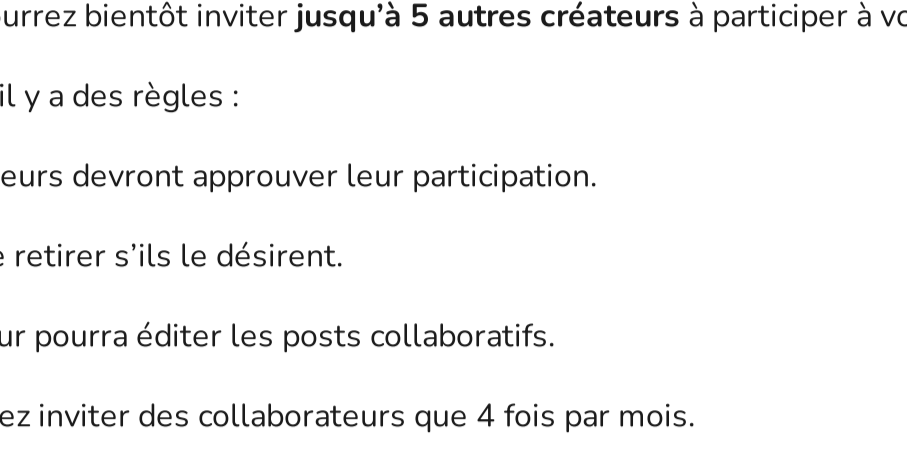 urrez bientôt inviter jusqu’à 5 autres créateurs à participer à vo
il y a des règles :
eurs devront approuver leur participation.
e retirer s’ils le désirent.
ur pourra éditer les posts collaboratifs.
ez inviter des collaborateurs que 4 fois par mois.